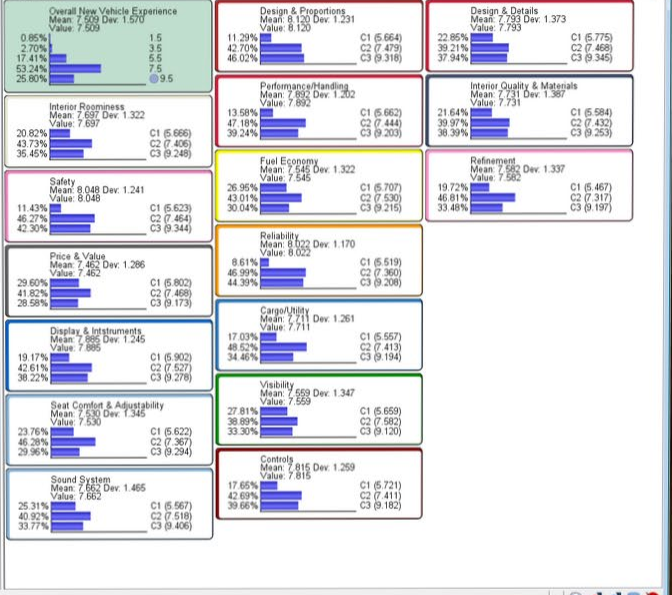 Overall New Vehicle Experience
Mean: 7.509 Dev: 1.570
Value: 7.509
0.85% 1.5
2.70% 3.5
17.41% 5.5
53.24% 7.5
25.80% 9.5
Interior Roominess
Mean: 7.697 Dev: 1.322
Value: 7.697
20.82% C1 (5.666)
43.73% C2 (7.406)
35.45% C3 (9.248)
Safety
Mean: 8.048 Dev: 1.241
Value: 8.048
11.43% C1 (5.623)
46.27% C2 (7.464)
42.30% C3 (9.344)
Price & Value
Mean: 7.462 Dev: 1.286
Value: 7.462
29.60% C1 (5.802)
41.82% C2 (7.468)
28.58% C3 (9.173)
Display & Intstruments
Mean: 7.885 Dev: 1.245
Value: 7.885
19.17% C1 (5.902)
42.61% C2 (7.527)
38.22% C3 (9.278)
Seat Comfort & Adjustability
Mean: 7.530 Dev: 1.345
Value: 7.530
23.76% C1 (5.622)
46.28% C2 (7.367)
29.96% C3 (9.294)
Sound System
Mean: 7.662 Dev: 1.465
Value: 7.662
25.31% C1 (5.567)
40.92% C2 (7.518)
33.77% C3 (9.406)
Design & Proportions
Mean: 8.120 Dev: 1.231
Value: 8.120
11.29% C1 (5.664)
42.70% C2 (7.479)
46.02% C3 (9.318)
Performance/Handling
Mean: 7.892 Dev: 1.202
Value: 7.892
13.58% C1 (5.662)
47.18% C2 (7.444)
39.24% C3 (9.203)
Fuel Economy
Mean: 7.545 Dev: 1.322
Value: 7.545
26.95% C1 (5.707)
43.01% C2 (7.530)
30.04% C3 (9.215)
Reliability
Mean: 8.022 Dev: 1.170
Value: 8.022
8.61% C1 (5.519)
46.99% C2 (7.360)
44.39% C3 (9.208)
Cargo/Utility
Mean: 7.711 Dev: 1.261
Value: 7.711
17.03% C1 (5.557)
48.52% C2 (7.413)
34.46% C3 (9.194)
Visibility
Mean: 7.559 Dev: 1.347
Value: 7.559
27.81% C1 (5.659)
38.89% C2 (7.582)
33.30% C3 (9.120)
Controls
Mean: 7.815 Dev: 1.259
Value: 7.815
17.65% C1 (5.721)
42.69% C2 (7.411)
39.66% C3 (9.182)
Design & Details
Mean: 7.793 Dev: 1.373
Value: 7.793
22.85% C1 (5.775)
39.21% C2 (7.468)
37.94% C3 (9.345)
Interior Quality & Materials
Mean: 7.731 Dev: 1.387
Value: 7.731
21.64% C1 (5.584)
39.97% C2 (7.432)
38.39% C3 (9.253)
Refinement
Mean: 7.582 Dev: 1.337
Value: 7.582
19.72% C1 (5.467)
46.81% C2 (7.317)
33.48% C3 (9.197)